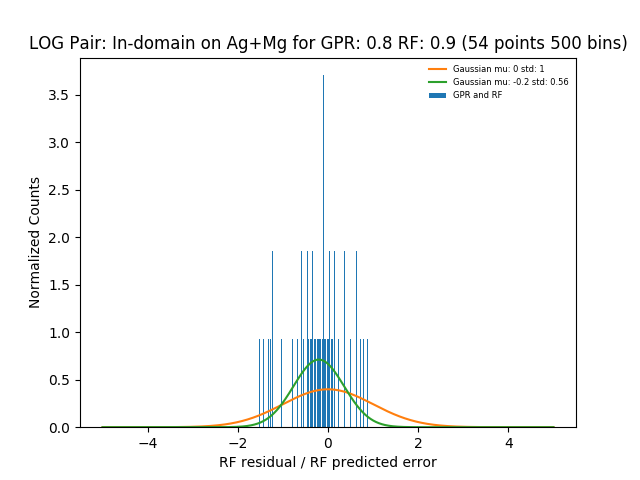 LOG Pair: In-domain on Ag+Mg for GPR: 0.8 RF: 0.9 (54 points 500 bins)
Gaussian mu: 0 std: 1
Gaussian mu: -0.2 std: 0.56
GPR and RF
Normalized Counts
3.5
3.0
2.5
2.0
1.5
1.0
0.5
0.0
−4
−2
0
2
4
RF residual / RF predicted error